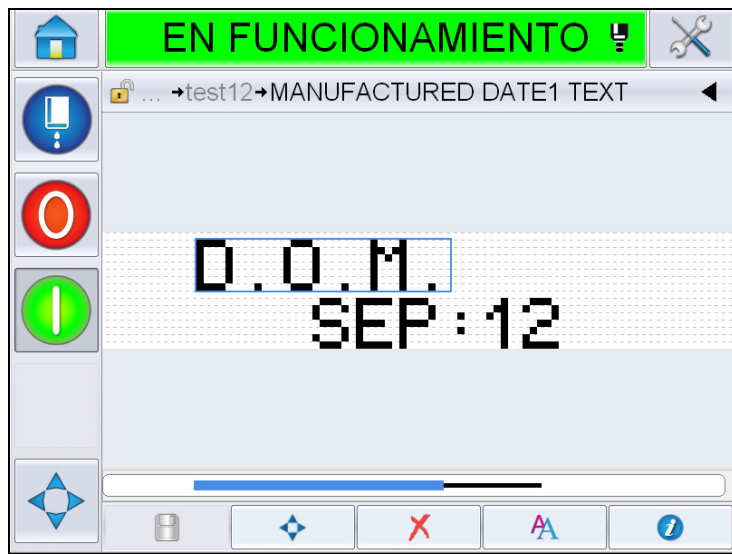 EN FUNCIONAMIENTO
... →test12→MANUFACTURED DATE1 TEXT
D.O.M.
SEP:12